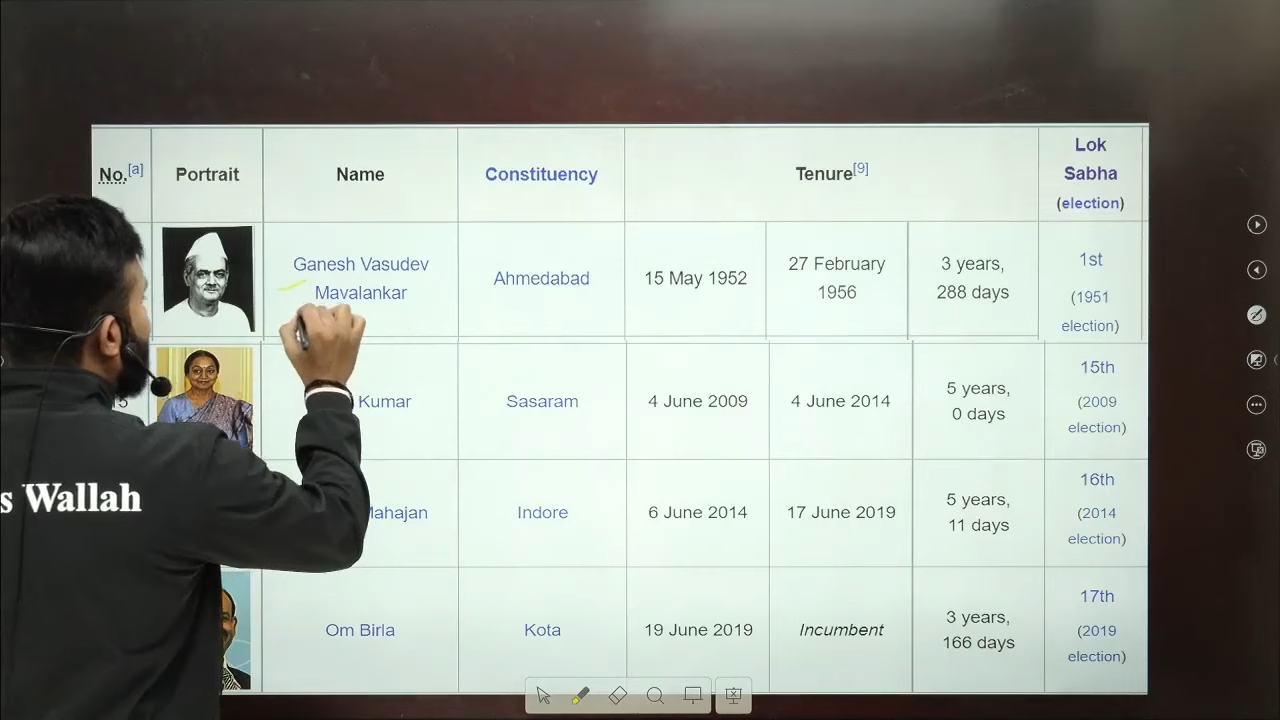 No.[a]
Portrait
Name
Constituency
Tenure[9]
Lok
Sabha
(election)
Ganesh Vasudev
Mavalankar
Ahmedabad
15 May 1952
27 February
1956
3 years,
288 days
1st
(1951
election)
15
Kumar
Sasaram
4 June 2009
4 June 2014
5 years,
0 days
15th
(2009
election)
Mahajan
Indore
6 June 2014
17 June 2019
5 years,
11 days
16th
(2014
election)
Om Birla
Kota
19 June 2019
Incumbent
3 years,
166 days
17th
(2019
election)
s Wallah